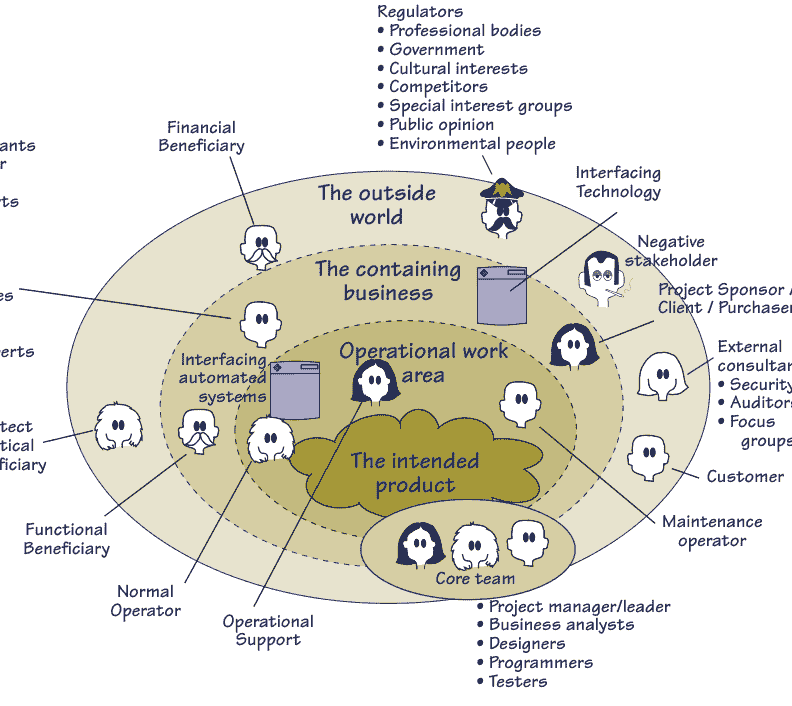 Regulators
• Professional bodies
• Government
• Cultural interests
• Competitors
• Special interest groups
• Public opinion
• Environmental people
Financial
Beneficiary
Interfacing
Technology
The outside
world
Negative
stakeholder
The containing
business
Project Sponsor
Client / Purchaser
Operational work
area
Interfacing
automated
systems
External
• Security
• Auditors
• Focus
groups
The intended
product
Customer
Functional
Beneficiary
Maintenance
operator
Normal
Operator
Operational
Support
Core team
• Project manager/leader
• Business analysts
• Designers
• Programmers
• Testers